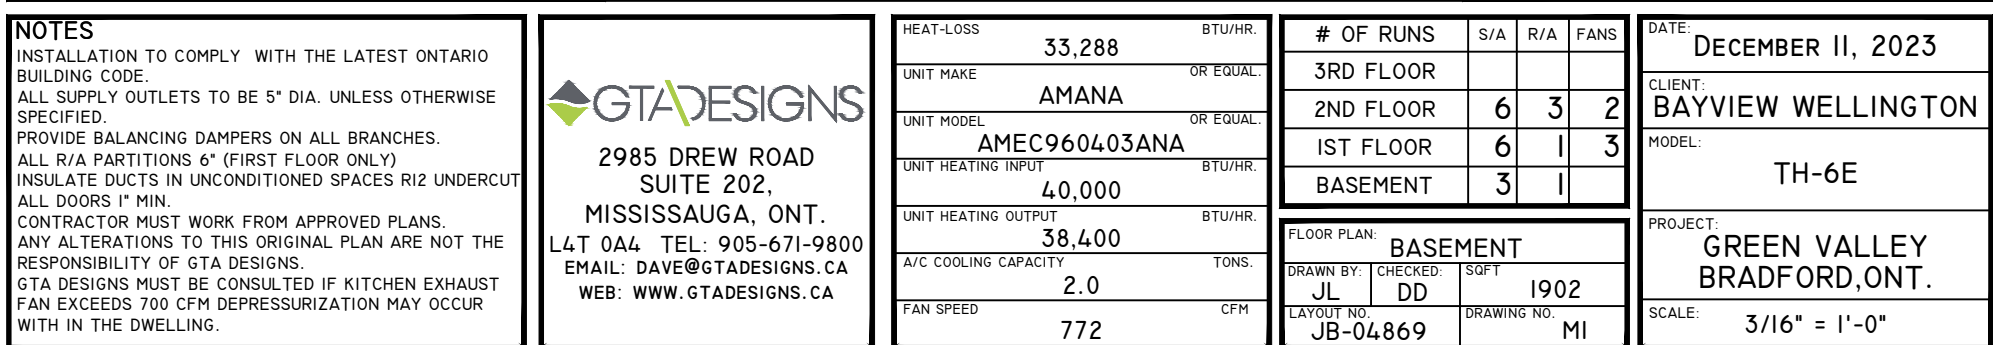 NOTES
INSTALLATION TO COMPLY WITH THE LATEST ONTARIO
BUILDING CODE.
ALL SUPPLY OUTLETS TO BE 5" DIA. UNLESS OTHERWISE
SPECIFIED.
PROVIDE BALANCING DAMPERS ON ALL BRANCHES.
ALL R/A PARTITIONS 6" (FIRST FLOOR ONLY)
INSULATE DUCTS IN UNCONDITIONED SPACES R12 UNDERCUT
ALL DOORS 1" MIN.
CONTRACTOR MUST WORK FROM APPROVED PLANS.
ANY ALTERATIONS TO THIS ORIGINAL PLAN ARE NOT THE
RESPONSIBILITY OF GTA DESIGNS.
GTA DESIGNS MUST BE CONSULTED IF KITCHEN EXHAUST
FAN EXCEEDS 700 CFM DEPRESSURIZATION MAY OCCUR
WITH IN THE DWELLING.
GTADESIGNS
2985 DREW ROAD
SUITE 202,
MISSISSAUGA, ONT.
L4T 0A4 TEL: 905-671-9800
EMAIL: DAVE@GTADESIGNS.CA
WEB: WWW.GTADESIGNS.CA
HEAT-LOSS BTU/HR.
33,288
UNIT MAKE OR EQUAL.
AMANA
UNIT MODEL OR EQUAL.
AMEC960403ANA
UNIT HEATING INPUT BTU/HR.
40,000
UNIT HEATING OUTPUT BTU/HR.
38,400
A/C COOLING CAPACITY TONS.
2.0
FAN SPEED CFM
772
# OF RUNS S/A R/A FANS
3RD FLOOR
2ND FLOOR 6 3 2
1ST FLOOR 6 1 3
BASEMENT 3 1
FLOOR PLAN:
BASEMENT
DRAWN BY: CHECKED: SQFT
JL DD 1902
LAYOUT NO. DRAWING NO.
JB-04869 M1
DATE:
DECEMBER 11, 2023
CLIENT:
BAYVIEW WELLINGTON
MODEL:
TH-6E
PROJECT:
GREEN VALLEY
BRADFORD,ONT.
SCALE:
3/16" = 1'-0"